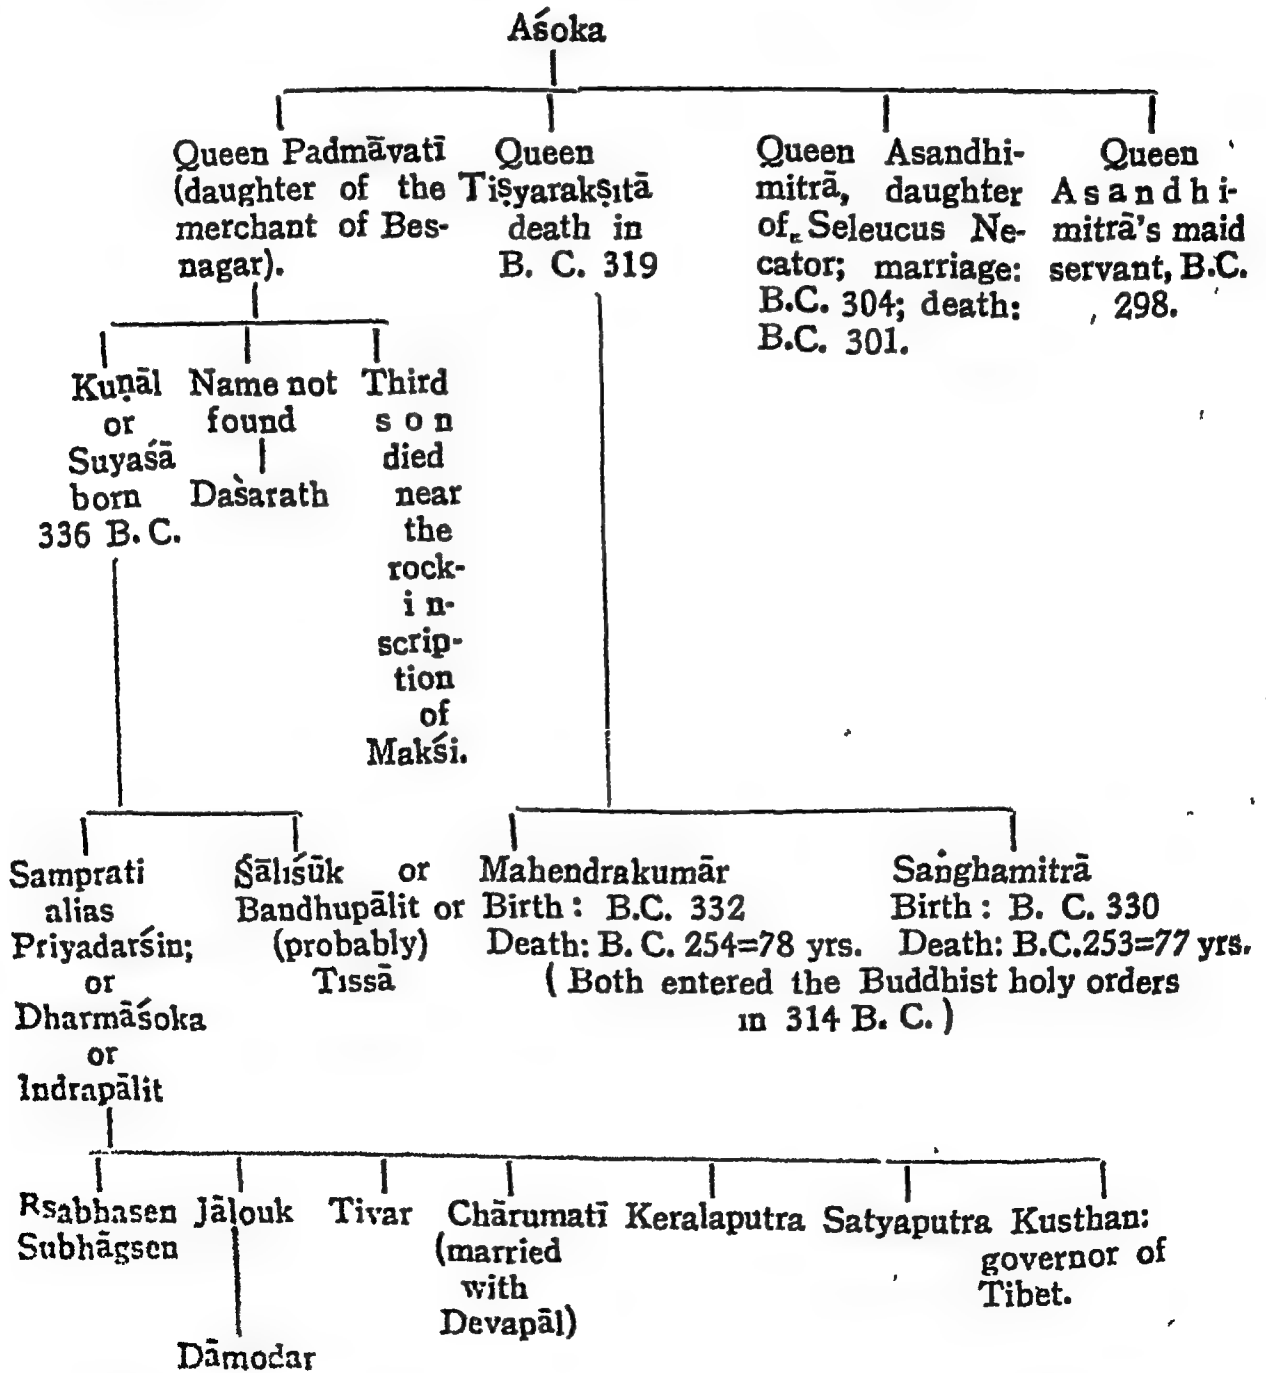 Aśoka
Queen Padmāvatī
(daughter of the
merchant of Bes-
nagar).
Queen
Tiṣyarakṣıtā
death in
B. C. 319
Queen Asandhi-
mitrā, daughter
of Seleucus Ne-
cator; marriage:
B.C. 304; death:
B.C. 301.
Queen
Asandhi-
mitrā's maid
servant, B.C.
298.
Kuṇāl
or
Suyaśā
born
336 B. C.
Name not
found
Daśarath
Third
son
died
near
the
rock-
in-
scrip-
tion
of
Makśi.
Samprati
alias
Priyadarśin;
or
Dharmāśoka
or
Indrapālit
Śālıśūk or
Bandhupālit or
(probably)
Tıssā
Mahendrakumār
Birth : B.C. 332
Death: B. C. 254=78 yrs.
Saṅghamitrā
Birth : B. C. 330
Death: B.C.253=77 yrs.
( Both entered the Buddhist holy orders
ın 314 B. C. )
Rsabhasen
Subhāgsen
Jālouk
Tivar
Chārumatī
(married
with
Devapāl)
Keralaputra
Satyaputra
Kusthan:
governor of
Tibet.
Dāmodar